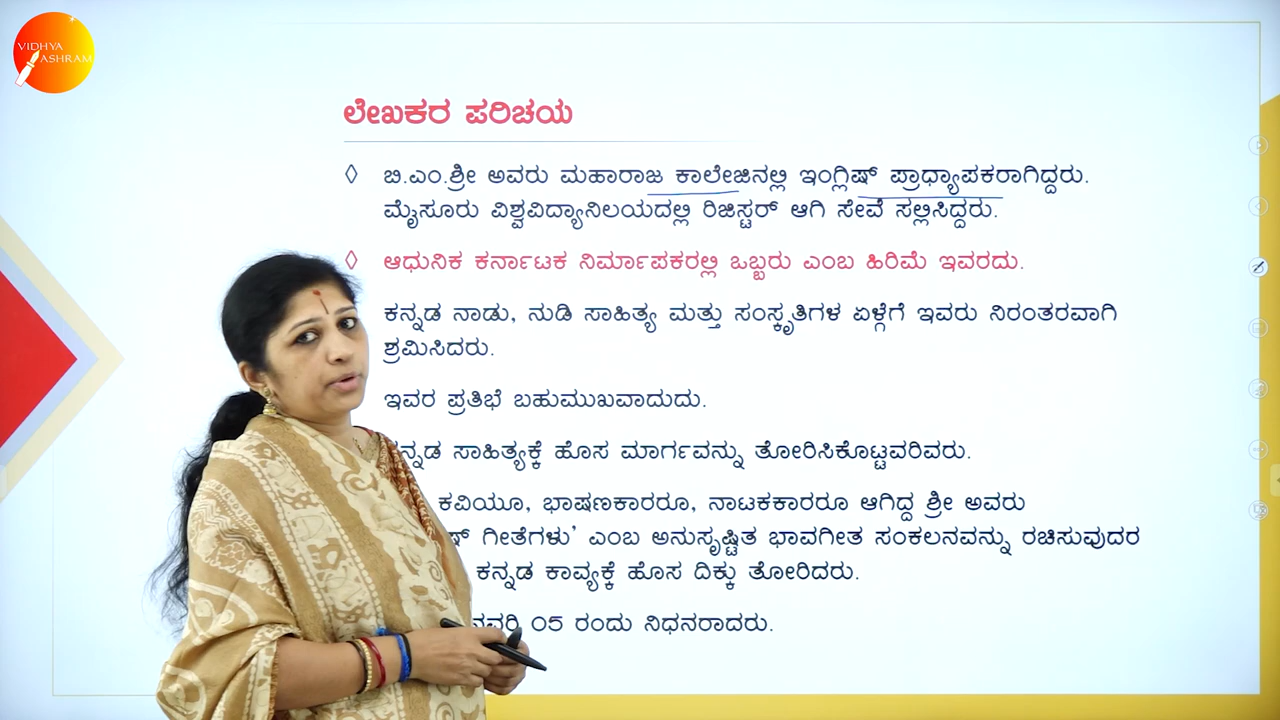 VIDHYA
ASHRAM
ಲೇಖಕರ ಪರಿಚಯ
ಬಿ.ಎಂ.ಶ್ರೀ ಅವರು ಮಹಾರಾಜ ಕಾಲೇಜಿನಲ್ಲಿ ಇಂಗ್ಲಿಷ್ ಪ್ರಾಧ್ಯಾಪಕರಾಗಿದ್ದರು.
ಮೈಸೂರು ವಿಶ್ವವಿದ್ಯಾನಿಲಯದಲ್ಲಿ ರಿಜಿಸ್ಟರ್ ಆಗಿ ಸೇವೆ ಸಲ್ಲಿಸಿದ್ದರು.
ಆಧುನಿಕ ಕರ್ನಾಟಕ ನಿರ್ಮಾಪಕರಲ್ಲಿ ಒಬ್ಬರು ಎಂಬ ಹಿರಿಮೆ ಇವರದು.
ಕನ್ನಡ ನಾಡು, ನುಡಿ ಸಾಹಿತ್ಯ ಮತ್ತು ಸಂಸ್ಕೃತಿಗಳ ಏಳ್ಗೆಗೆ ಇವರು ನಿರಂತರವಾಗಿ
ಶ್ರಮಿಸಿದರು.
ಇವರ ಪ್ರತಿಭೆ ಬಹುಮುಖವಾದುದು.
ಕನ್ನಡ ಸಾಹಿತ್ಯಕ್ಕೆ ಹೊಸ ಮಾರ್ಗವನ್ನು ತೋರಿಸಿಕೊಟ್ಟವರಿವರು.
ಕವಿಯೂ, ಭಾಷಣಕಾರರೂ, ನಾಟಕಕಾರರೂ ಆಗಿದ್ದ ಶ್ರೀ ಅವರು
ಗೀತೆಗಳು' ಎಂಬ ಅನುಸೃಷ್ಟಿತ ಭಾವಗೀತ ಸಂಕಲನವನ್ನು ರಚಿಸುವುದರ
ಕನ್ನಡ ಕಾವ್ಯಕ್ಕೆ ಹೊಸ ದಿಕ್ಕು ತೋರಿದರು.
05 ರಂದು ನಿಧನರಾದರು.